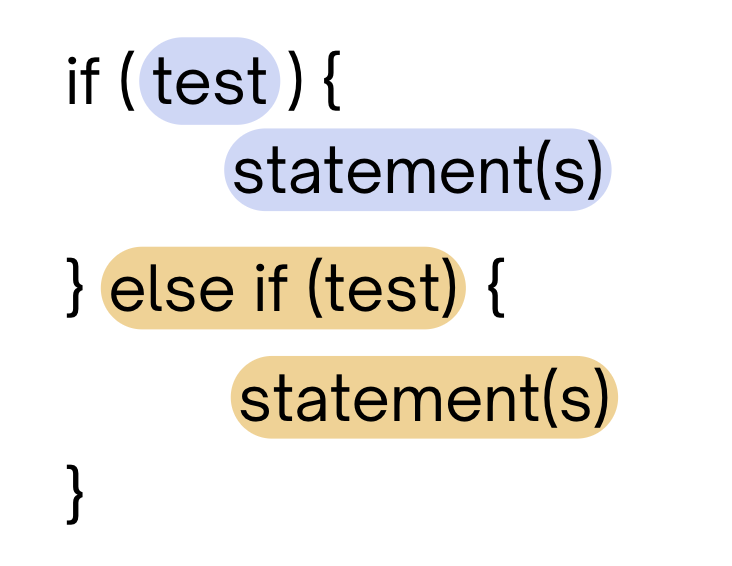 if ( test ) {
statement(s)
} else if (test) {
statement(s)
}